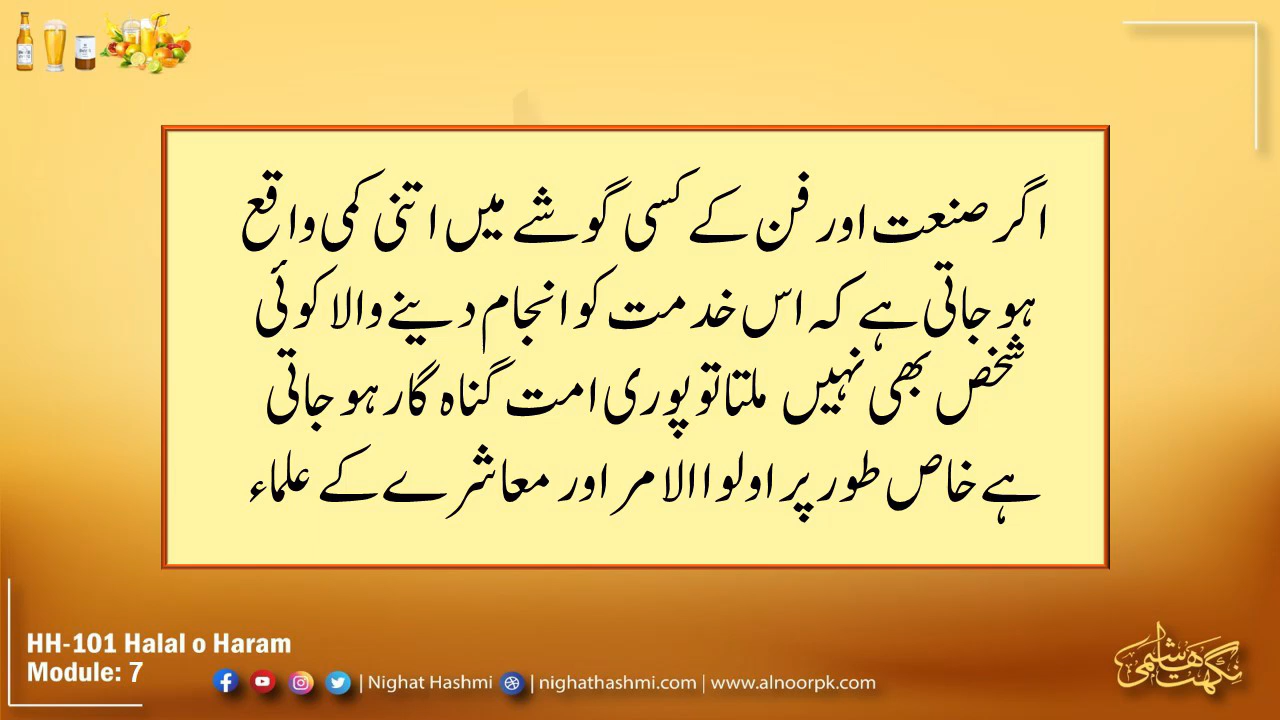 اگر صنعت اور فن کے کسی گوشے میں اتنی کمی واقع
ہو جاتی ہے کہ اس خدمت کو انجام دینے والا کوئی
شخص بھی نہیں ملتا تو پوری امت گناہ گار ہو جاتی
ہے خاص طور پر اولواالامر اور معاشرے کے علماء
HH-101 Halal o Haram
Module: 7
| Nighat Hashmi | nighathashmi.com | www.alnoorpk.com
نگہت ہاشمی